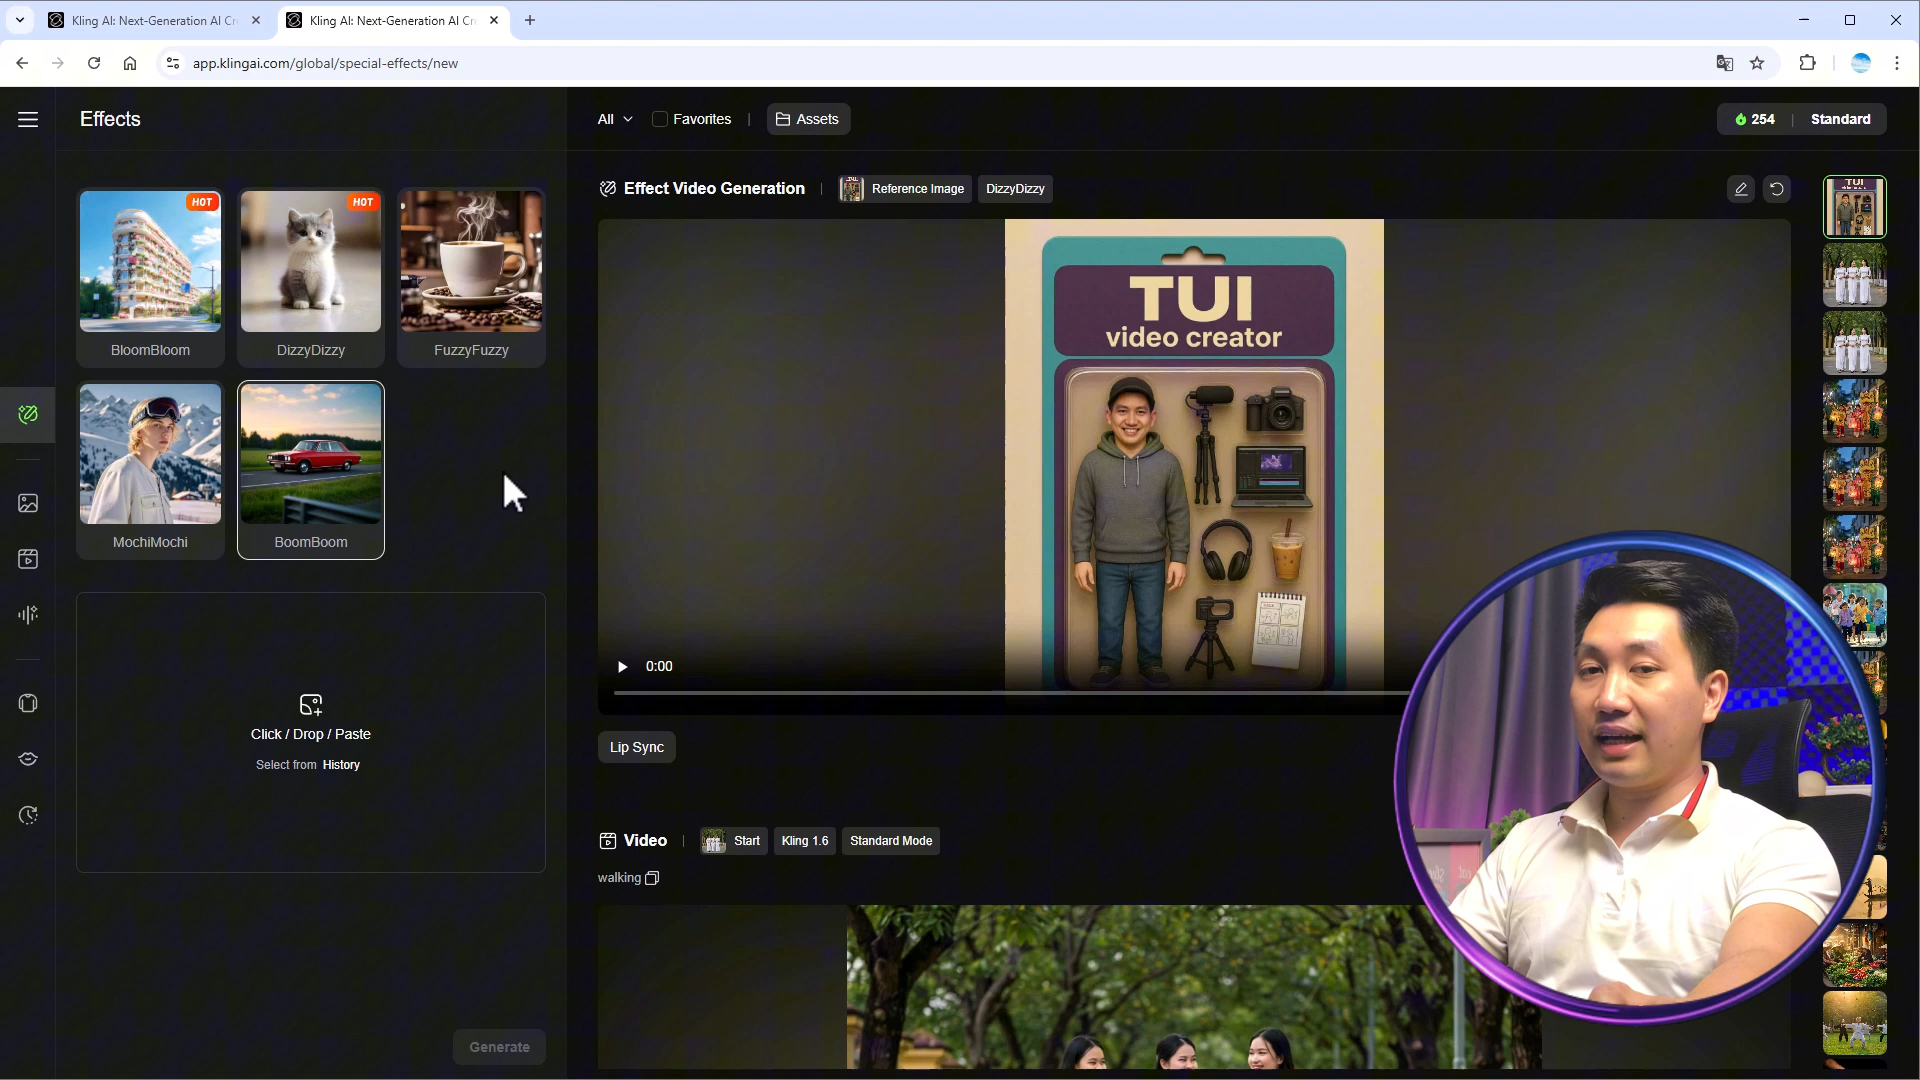 Kling AI: Next-Generation AI Cr
Kling AI: Next-Generation AI Cr
app.klingai.com/global/special-effects/new
Effects
All
Favorites
Assets
254
Standard
HOT
HOT
BloomBloom
DizzyDizzy
FuzzyFuzzy
MochiMochi
BoomBoom
Click / Drop / Paste
Select from History
Generate
Effect Video Generation
Reference Image
DizzyDizzy
TUI
video creator
0:00
Lip Sync
Video
Start
Kling 1.6
Standard Mode
walking
TUI